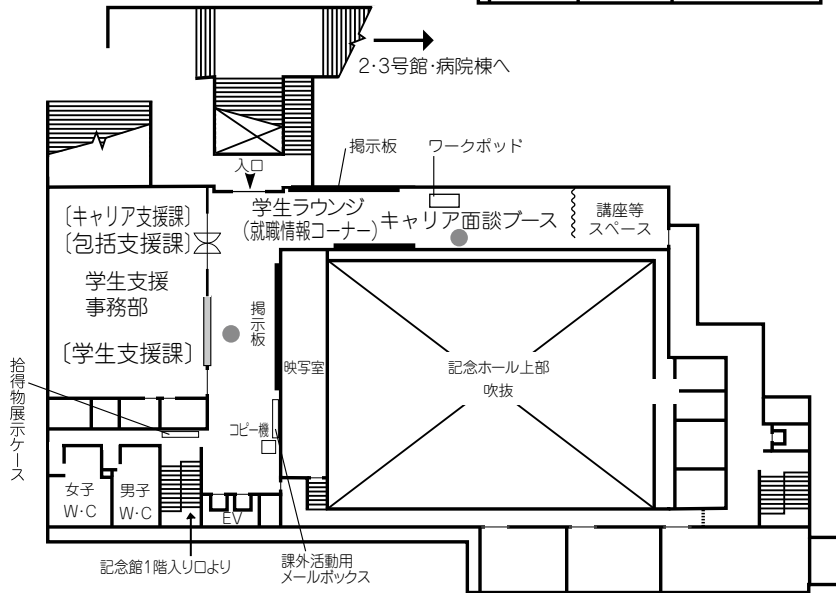 2・3号館・病院棟へ
掲示板
ワークポッド
入口
学生ラウンジ
(就職情報コーナー)
キャリア面談ブース
講座等
スペース
〔キャリア支援課〕
〔包括支援課〕
学生支援
事務部
〔学生支援課〕
掲示板
映写室
記念ホール上部
吹抜
拾得物展示ケース
コピー機
女子
W・C
男子
W・C
EV
記念館1階入り口より
課外活動用
メールボックス